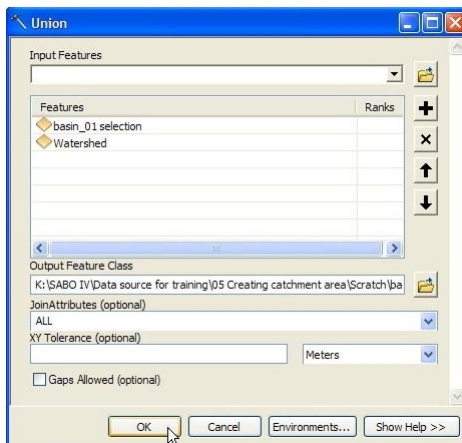 Union
Input Features
Features Ranks
basin_01 selection
Watershed
Output Feature Class
K:\SABO IV\Data source for training\05 Creating catchment area\Scratch\ba
JoinAttributes (optional)
ALL
XY Tolerance (optional)
Meters
Gaps Allowed (optional)
OK Cancel Environments... Show Help >>